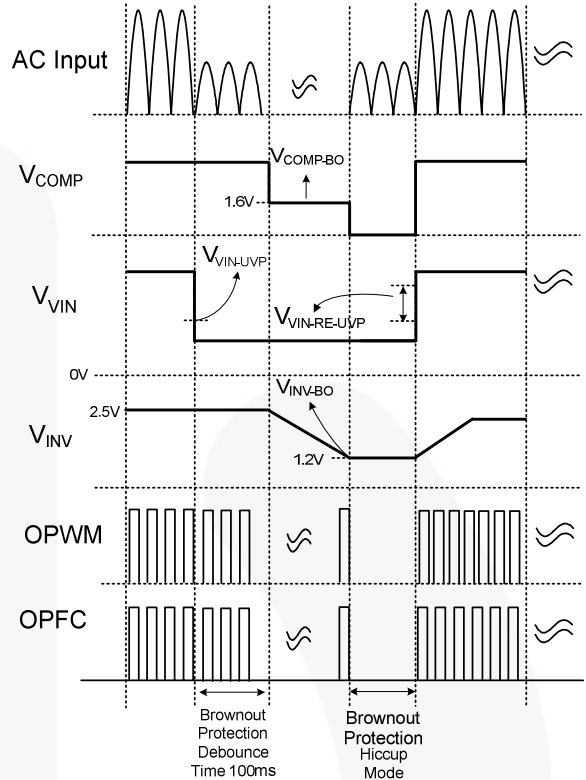 AC Input
VCOMP
VCOMP-BO
1.6V
VVIN
VVIN-UVP
VVIN-RE-UVP
0V
2.5V
VINV
VINV-BO
1.2V
OPWM
OPFC
Brownout
Protection
Debounce
Time 100ms
Brownout
Protection
Hiccup
Mode